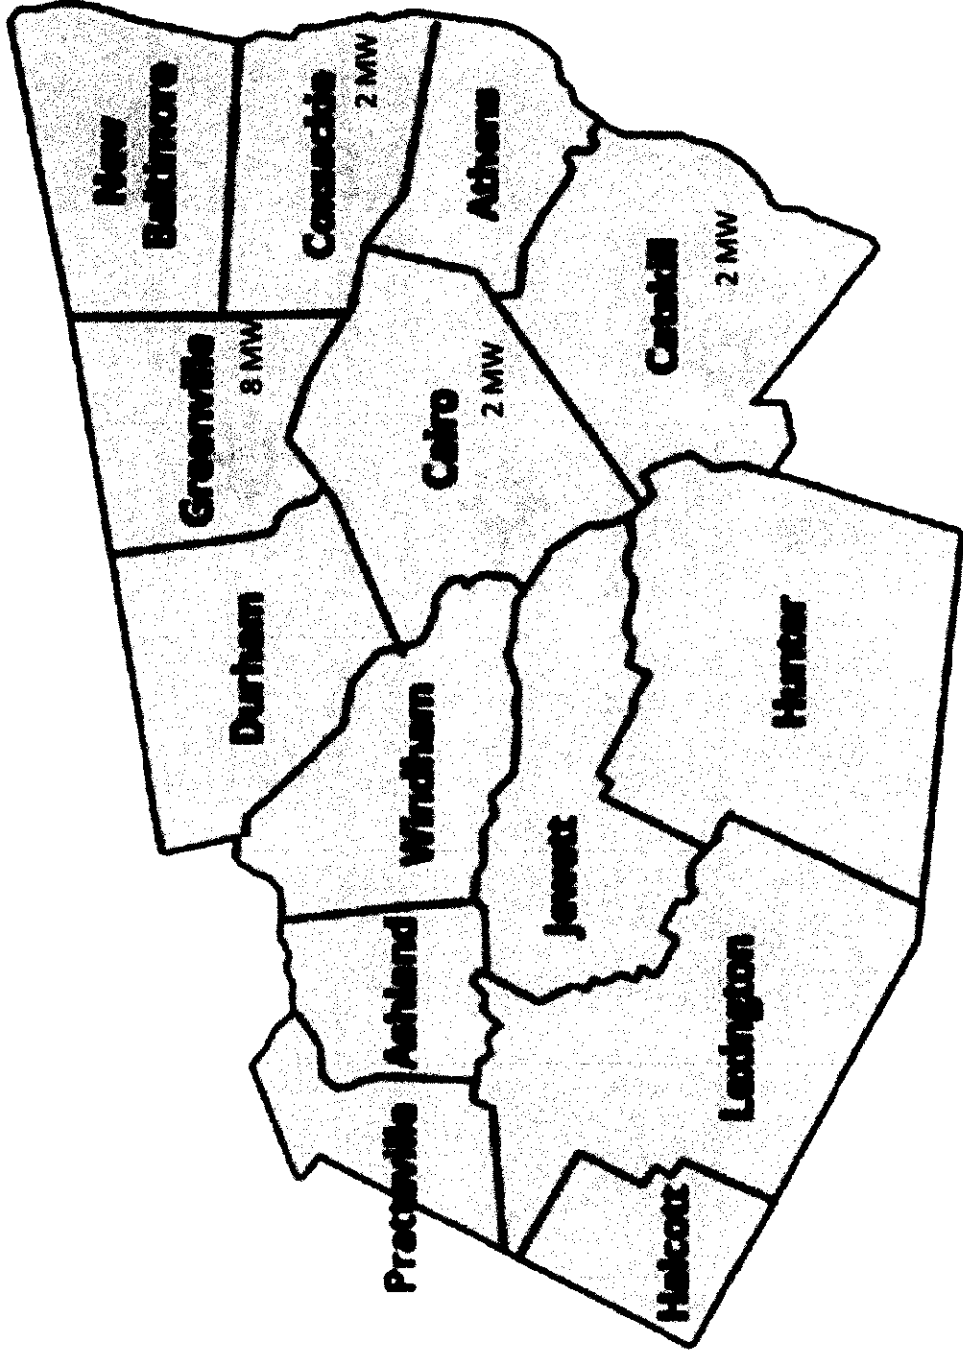 New
Baltimore
Coxsackie
2 MW
Greenville
8 MW
Athens
Durham
Cairo
2 MW
Catskill
2 MW
Windham
Ashland
Prattsville
Jewett
Hunter
Lexington
Halcott